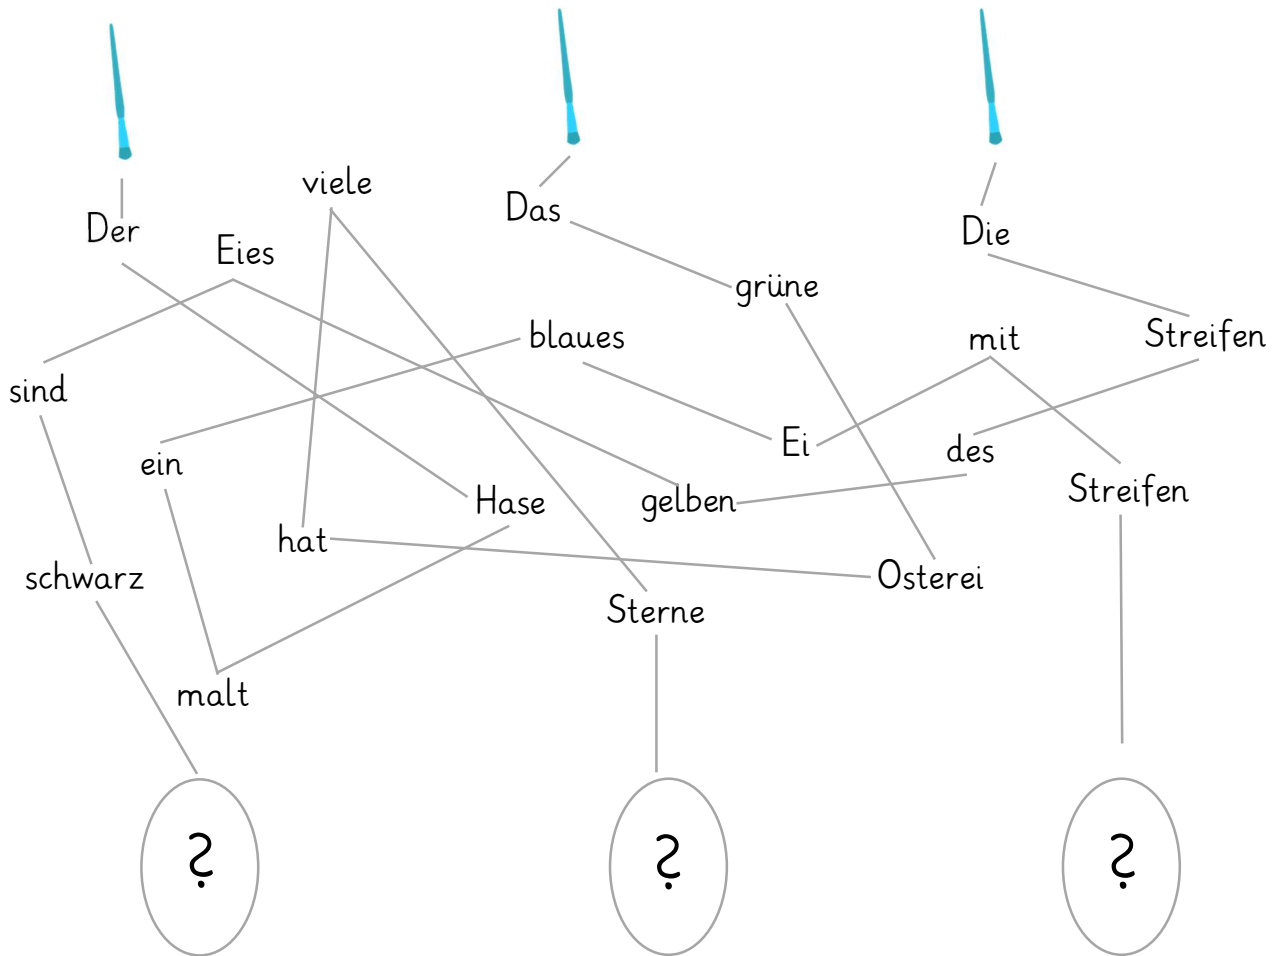 viele
Das
Der
Die
Eies
grüne
blaues
mit
Streifen
sind
Ei
des
ein
Hase
gelben
Streifen
hat
schwarz
Osterei
Sterne
malt
?
?
?